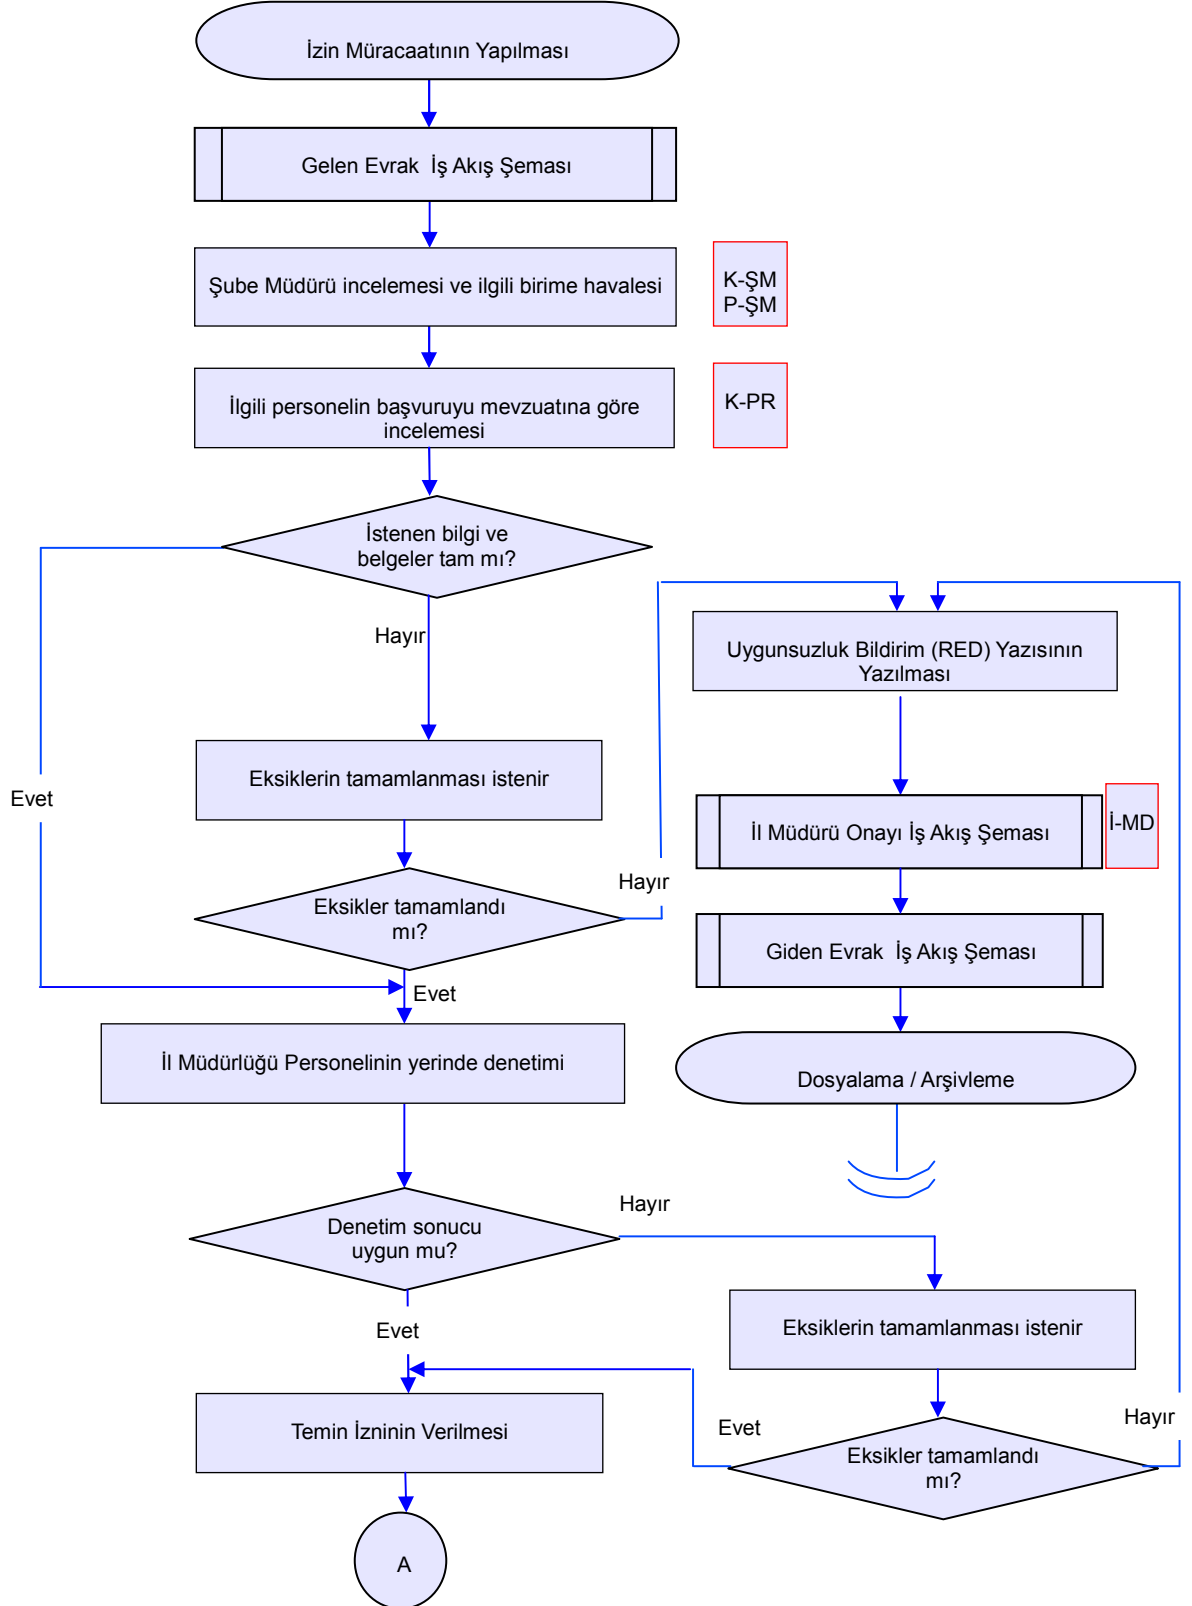 İzin Müracaatının Yapılması
Gelen Evrak İş Akış Şeması
Şube Müdürü incelemesi ve ilgili birime havalesi
K-ŞM
P-ŞM
İlgili personelin başvuruyu mevzuatına göre
incelemesi
K-PR
İstenen bilgi ve
belgeler tam mı?
Hayır
Uygunsuzluk Bildirim (RED) Yazısının
Yazılması
Eksiklerin tamamlanması istenir
Evet
İl Müdürü Onayı İş Akış Şeması
İ-MD
Hayır
Eksikler tamamlandı
mı?
Giden Evrak İş Akış Şeması
Evet
İl Müdürlüğü Personelinin yerinde denetimi
Dosyalama / Arşivleme
Hayır
Denetim sonucu
uygun mu?
Evet
Eksiklerin tamamlanması istenir
Temin İzninin Verilmesi
Evet
Hayır
Eksikler tamamlandı
mı?
A